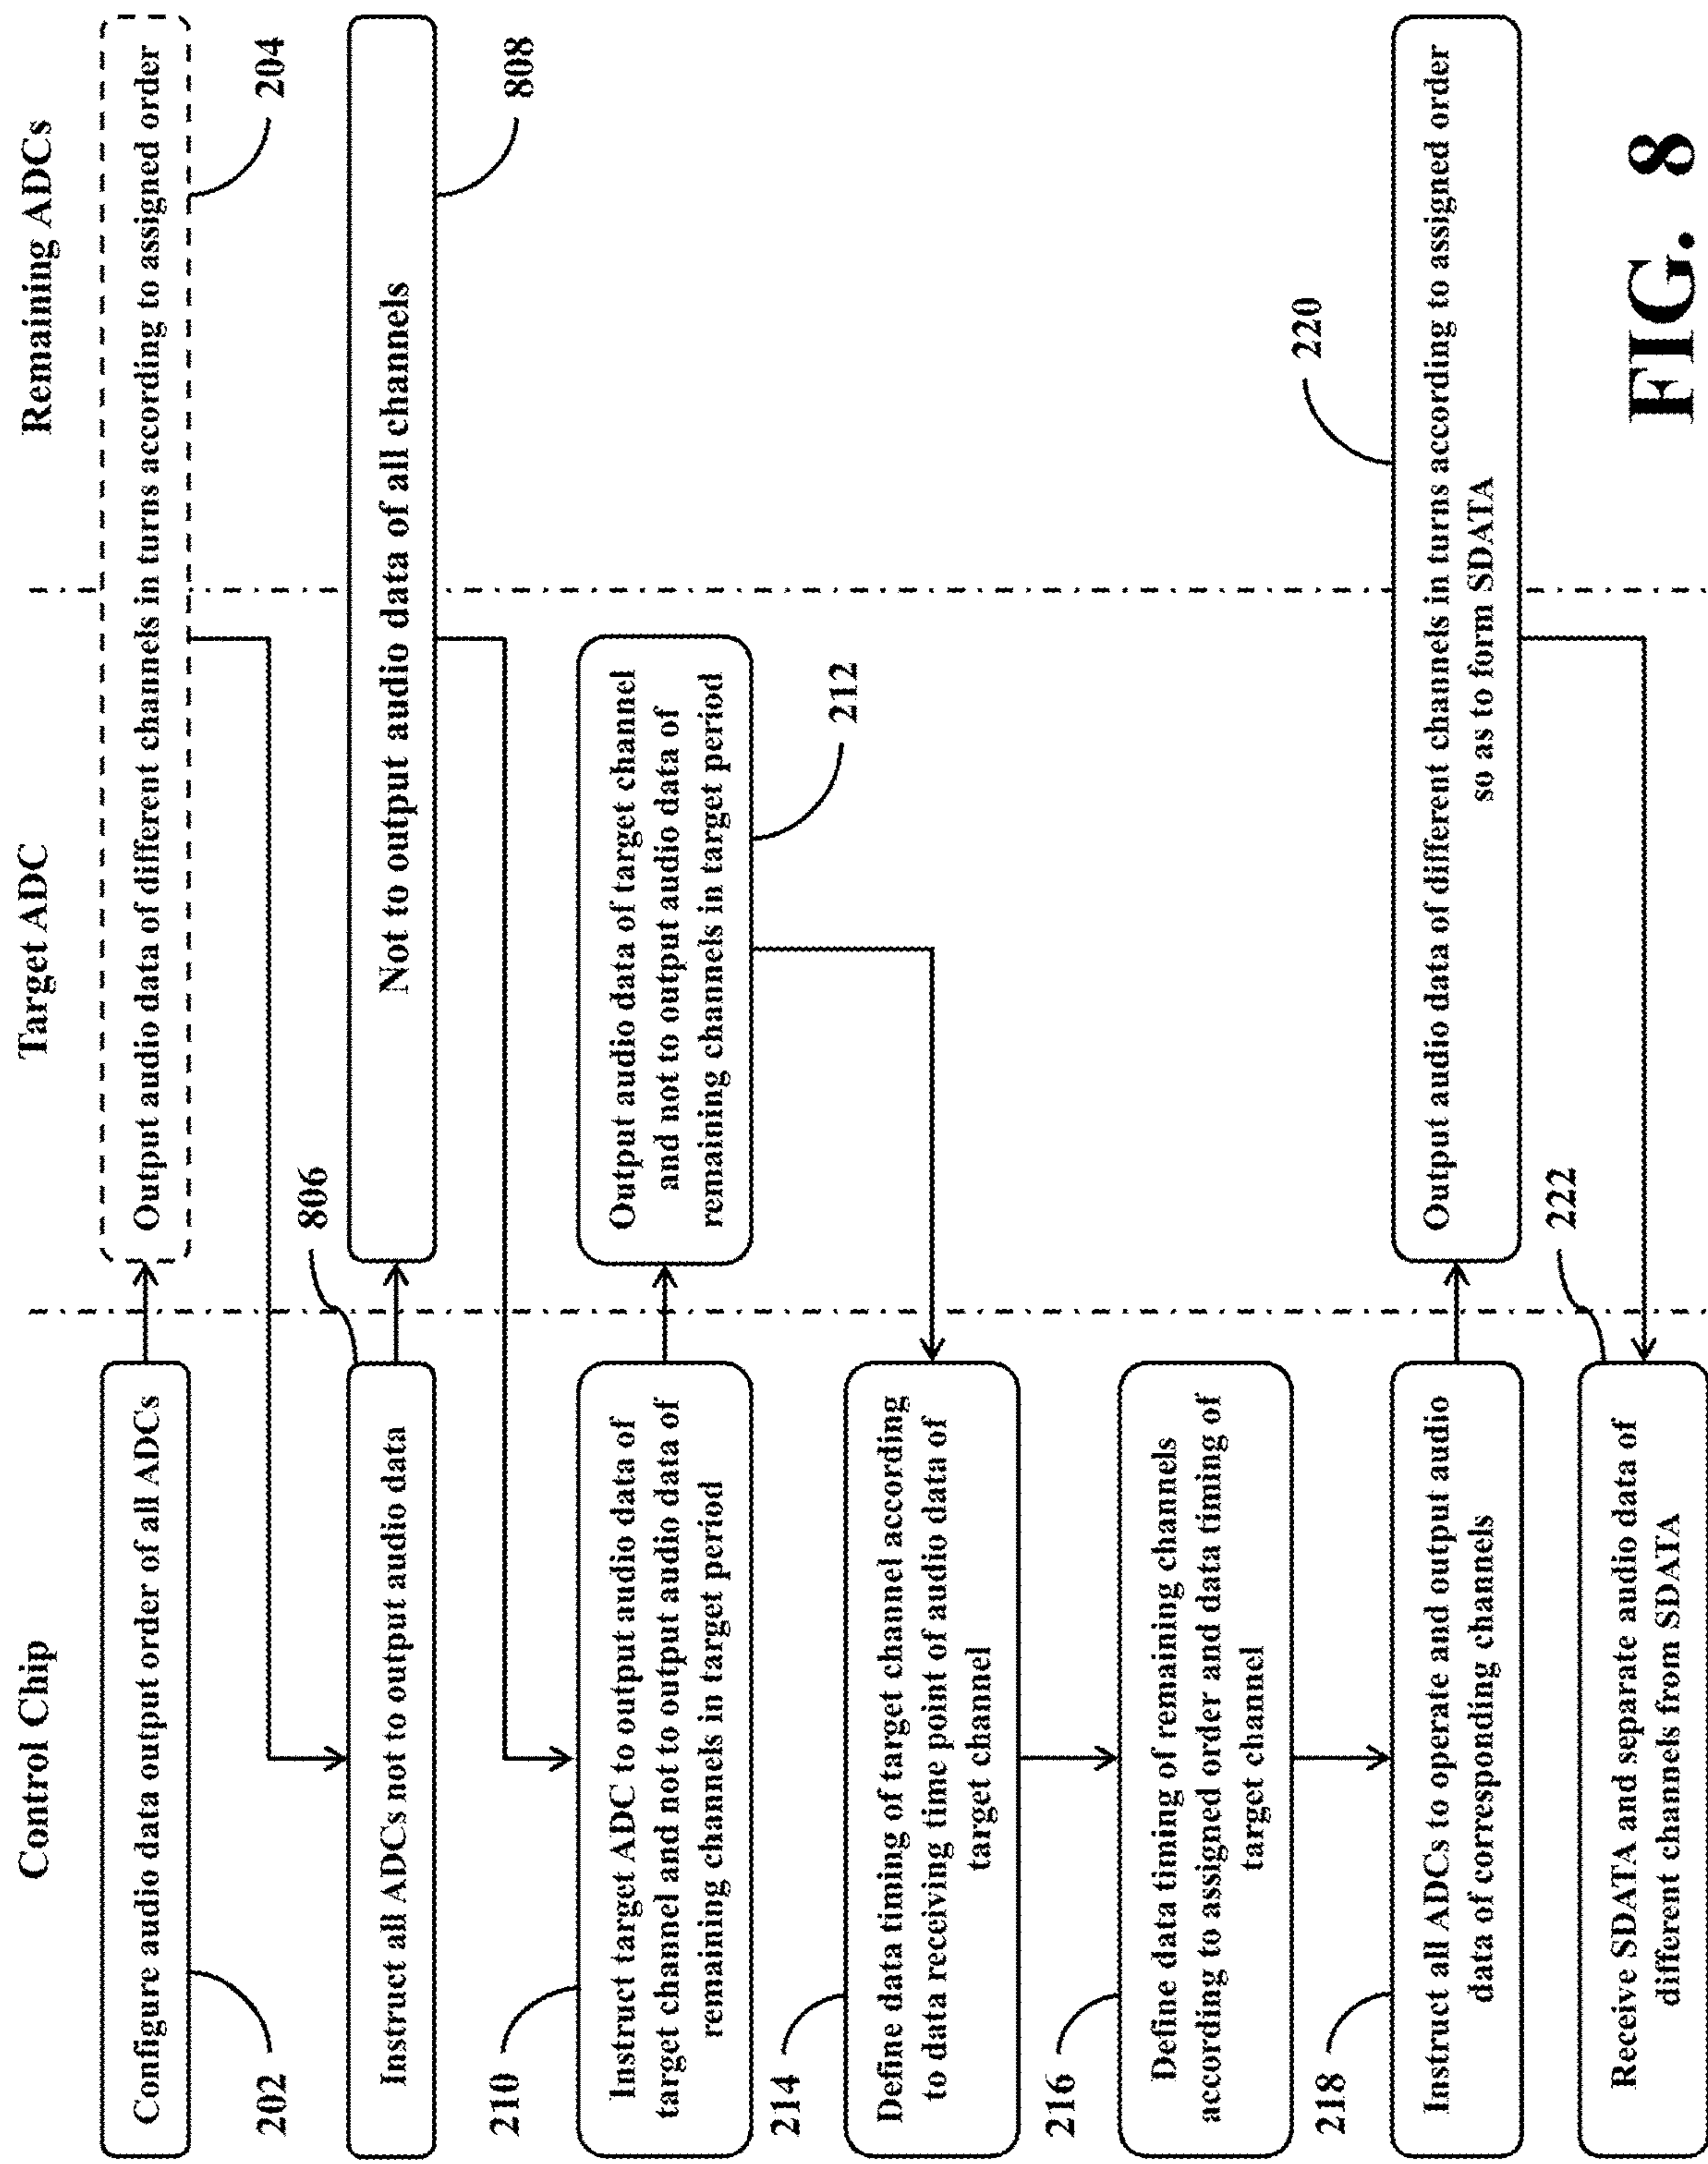 Control Chip
Target ADC
Remaining ADCs
Configure audio data output order of all ADCs
202
Output audio data of different channels in turns according to assigned order
204
Instruct all ADCs not to output audio data
806
Not to output audio data of all channels
808
Instruct target ADC to output audio data of
target channel and not to output audio data of
remaining channels in target period
210
Output audio data of target channel
and not to output audio data of
remaining channels in target period
212
Define data timing of target channel according
to data receiving time point of audio data of
target channel
214
Define data timing of remaining channels
according to assigned order and data timing of
target channel
216
Instruct all ADCs to operate and output audio
data of corresponding channels
218
Output audio data of different channels in turns according to assigned order
so as to form SDATA
220
Receive SDATA and separate audio data of
different channels from SDATA
222
FIG. 8